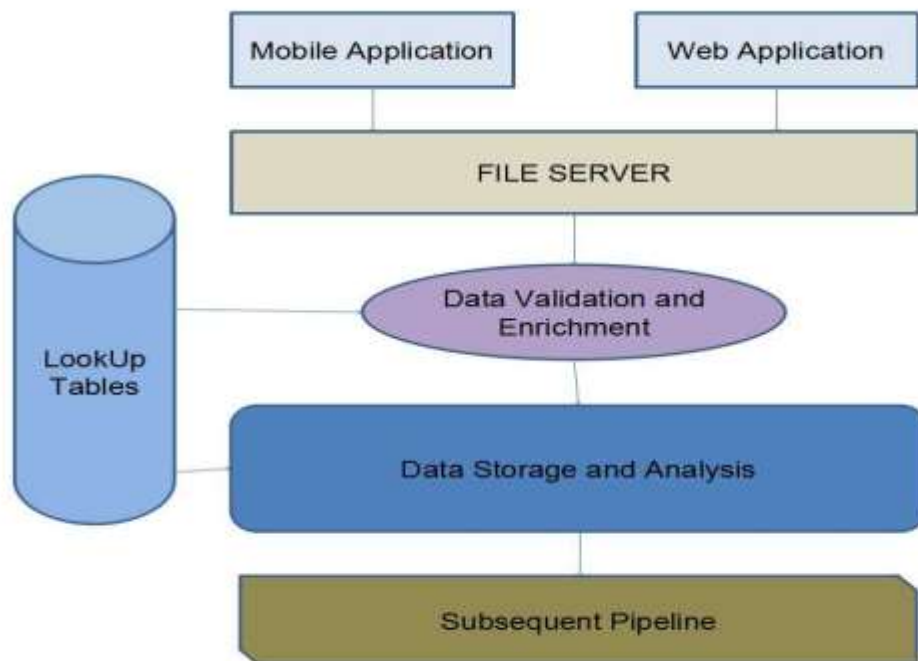 Mobile Application
Web Application
FILE SERVER
Data Validation and
Enrichment
LookUp
Tables
Data Storage and Analysis
Subsequent Pipeline